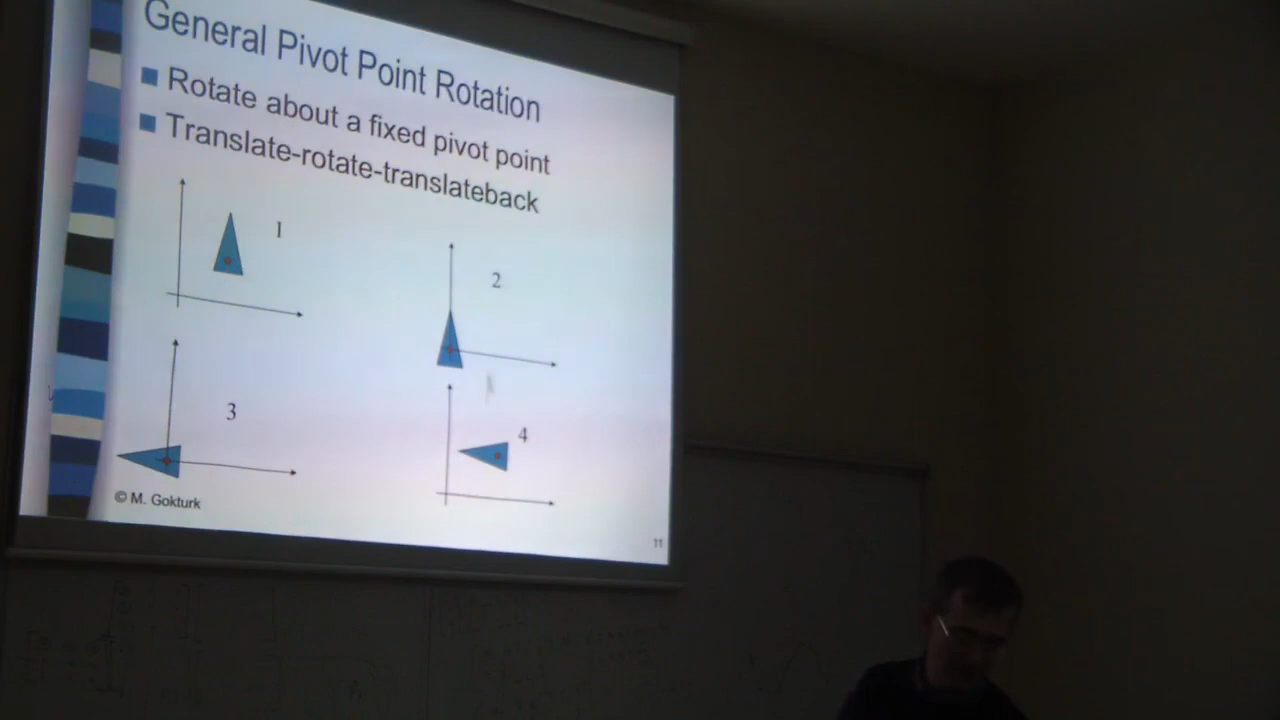 General Pivot Point Rotation
Rotate about a fixed pivot point
Translate-rotate-translateback
1
2
3
4
© M. Gokturk
11